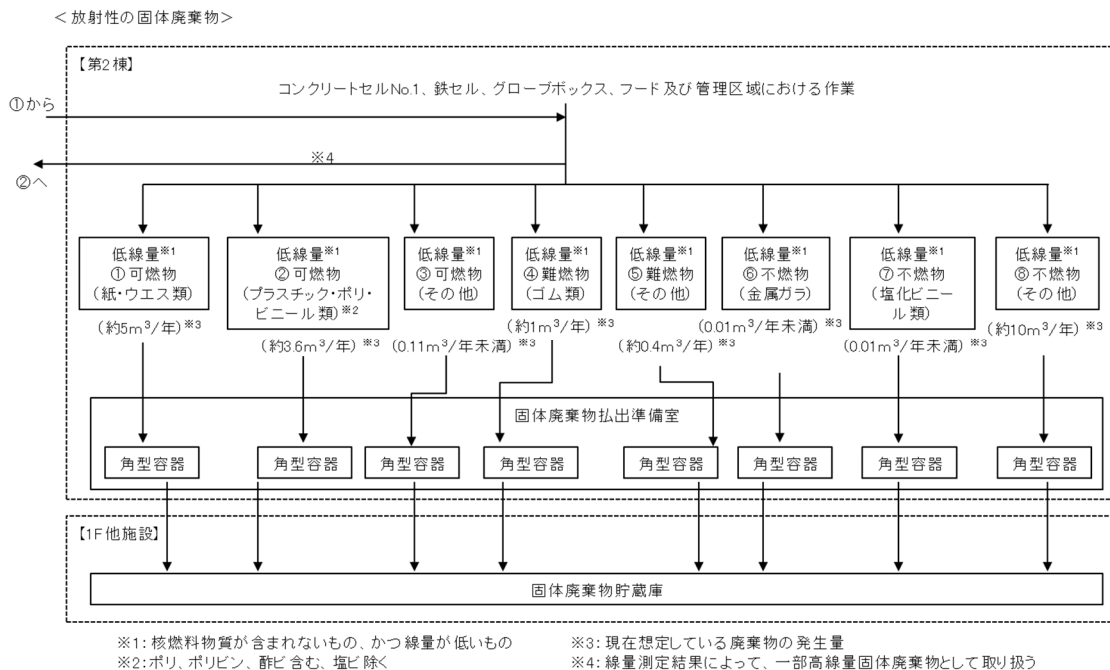 ＜放射性の固体廃棄物＞
【第2棟】
コンクリートセルNo.1、鉄セル、グローブボックス、フード及び管理区域における作業
①から
※4
②へ
低線量※1
①可燃物
(紙・ウエス類)
低線量※1
②可燃物
(プラスチック・ポリ・
ビニール類)※2
低線量※1
③可燃物
(その他)
低線量※1
④難燃物
(ゴム類)
低線量※1
⑤難燃物
(その他)
低線量※1
⑥不燃物
(金属ガラ)
低線量※1
⑦不燃物
(塩化ビニー
ル類)
低線量※1
⑧不燃物
(その他)
(約5m³/年)※3
(約3.6m³/年)※3
(0.11m³/年未満)※3
(約1m³/年)※3
(約0.4m³/年)※3
(0.01m³/年未満)※3
(0.01m³/年未満)※3
(約10m³/年)※3
固体廃棄物払出準備室
角型容器
角型容器
角型容器
角型容器
角型容器
角型容器
角型容器
角型容器
【1F他施設】
固体廃棄物貯蔵庫
※1：核燃料物質が含まれないもの、かつ線量が低いもの
※2：ポリ、ポリビン、酢ビ含む、塩ビ除く
※3：現在想定している廃棄物の発生量
※4：線量測定結果によって、一部高線量固体廃棄物として取り扱う